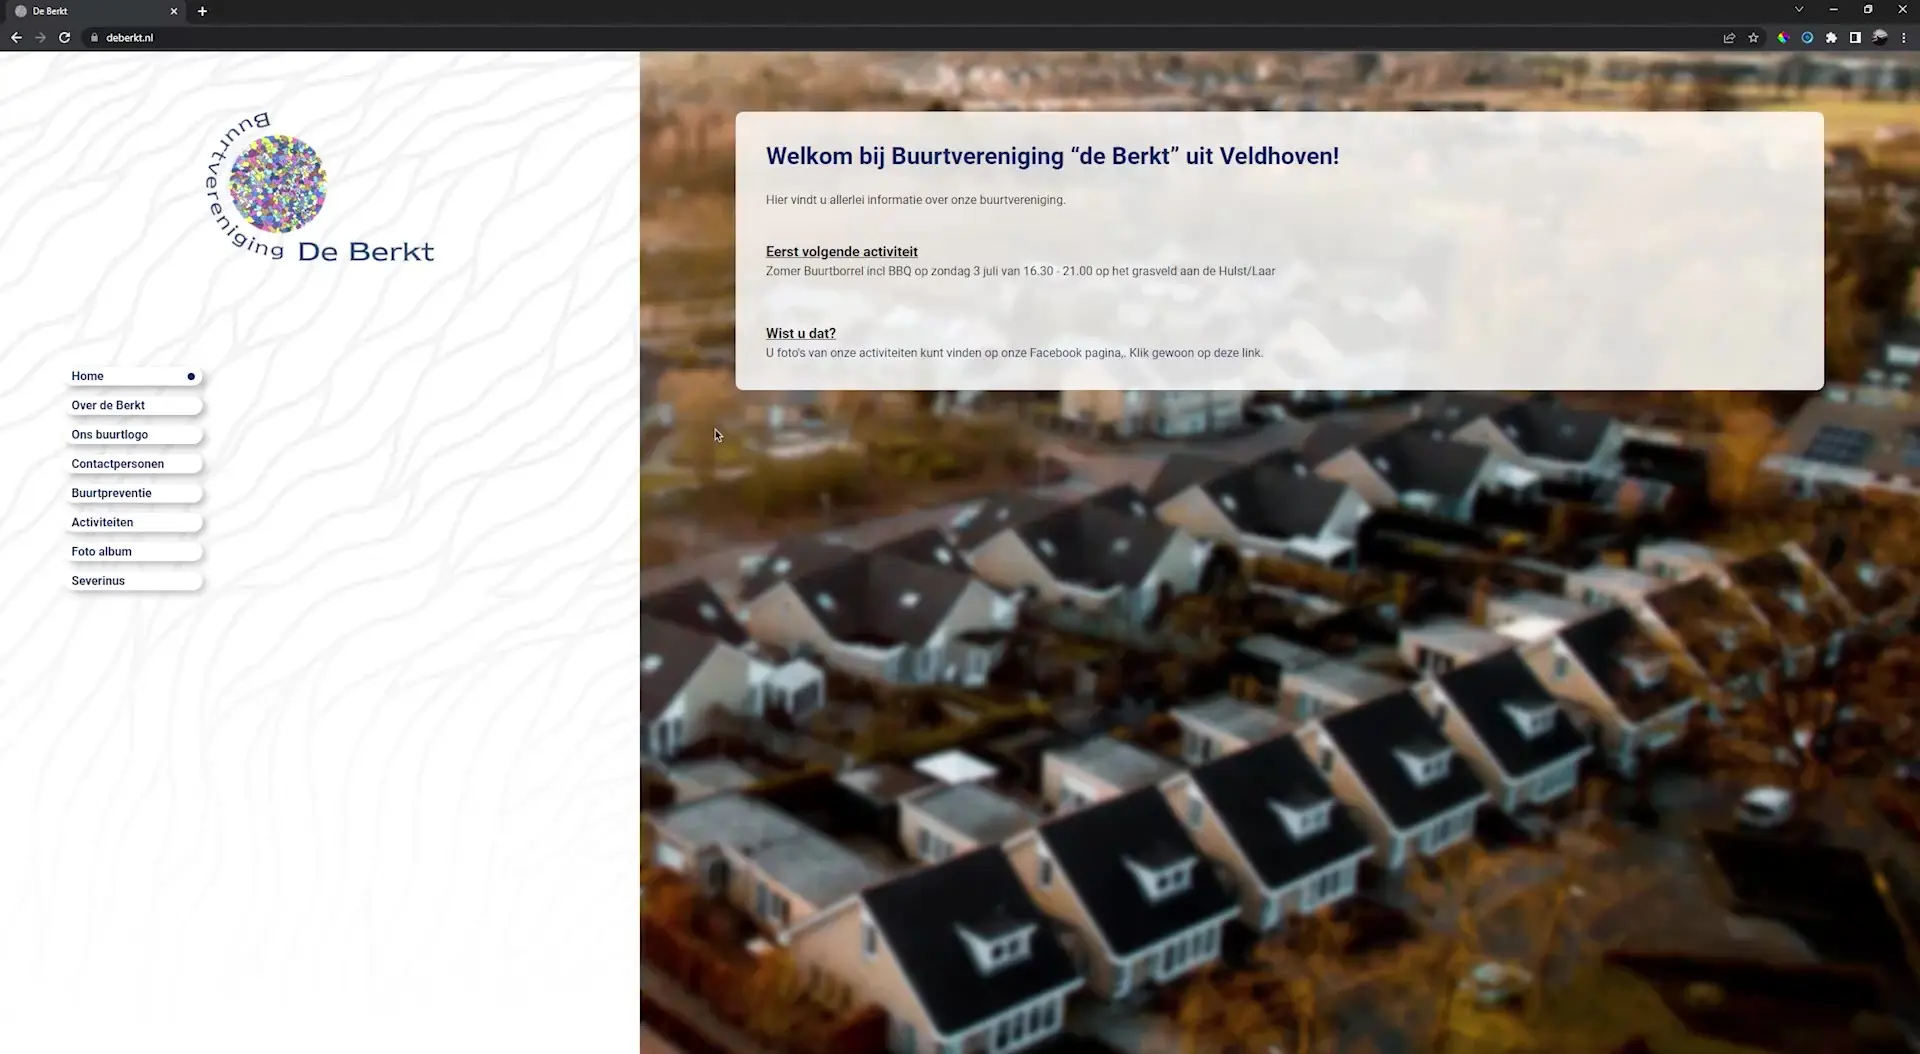 De Berkt
deberkt.nl
Buurtvereniging De Berkt
Home
Over de Berkt
Ons buurtlogo
Contactpersonen
Buurtpreventie
Activiteiten
Foto album
Severinus
Welkom bij Buurtvereniging “de Berkt” uit Veldhoven!
Hier vindt u allerlei informatie over onze buurtvereniging.
Eerst volgende activiteit
Zomer Buurtborrel incl BBQ op zondag 3 juli van 16.30 - 21.00 op het grasveld aan de Hulst/Laar
Wist u dat?
U foto's van onze activiteiten kunt vinden op onze Facebook pagina,. Klik gewoon op deze link.